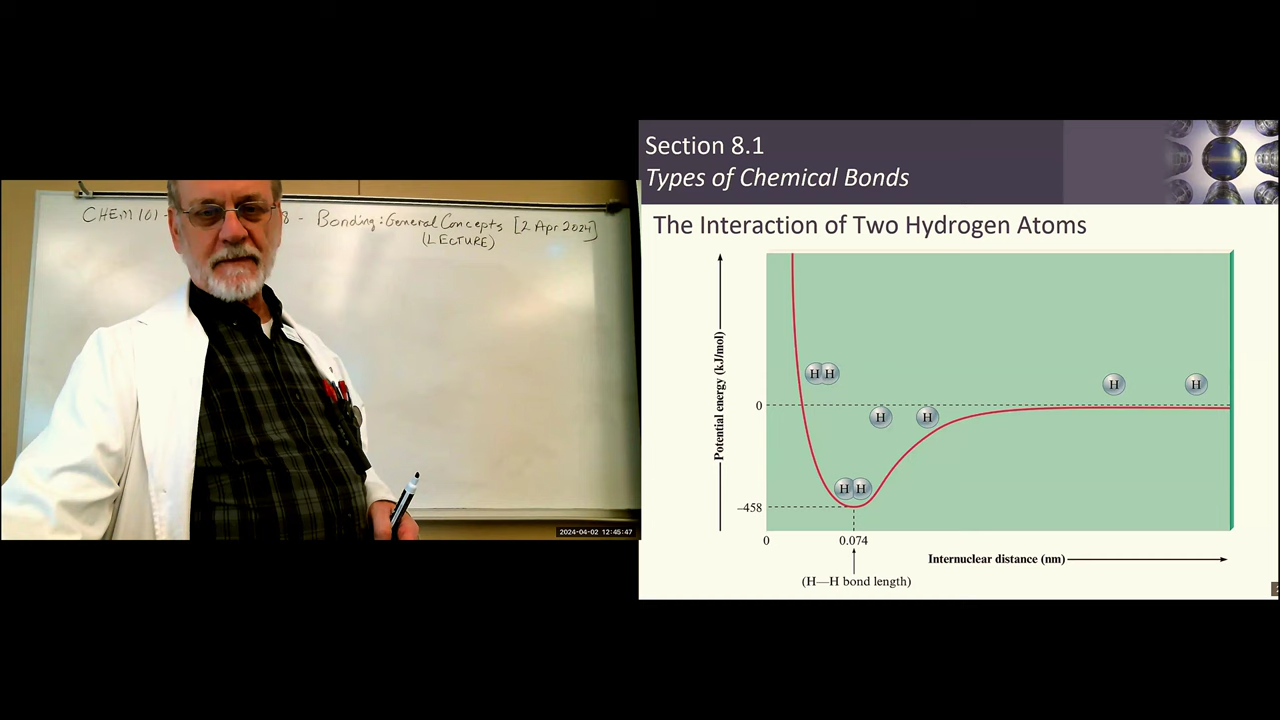 CHEM 101 - 8 - Bonding: General Concepts [2 Apr 2024]
(LECTURE)
2024-04-02 12:45:47
Section 8.1
Types of Chemical Bonds
The Interaction of Two Hydrogen Atoms
Potential energy (kJ/mol)
H H
H H
0
H H
H H
–458
0
0.074
Internuclear distance (nm)
(H—H bond length)